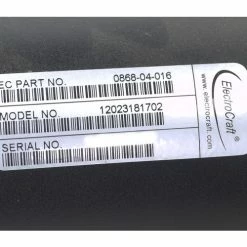 EC PART NO. 0868-04-016
MODEL NO. 12023181702
SERIAL NO.
ElectroCraft®
www.electrocraft.com